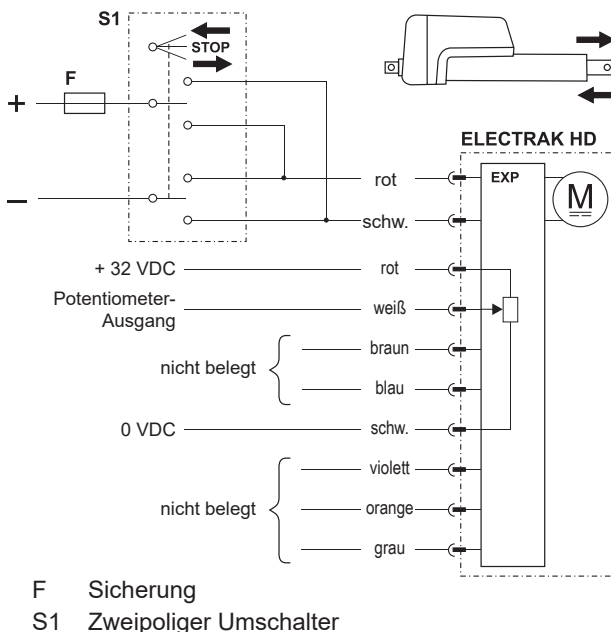 S1
STOP
F
+
−
ELECTRAK HD
EXP
M
rot
schw.
+ 32 VDC rot
Potentiometer-
Ausgang
weiß
nicht belegt
braun
blau
0 VDC schw.
nicht belegt
violett
orange
grau
F Sicherung
S1 Zweipoliger Umschalter